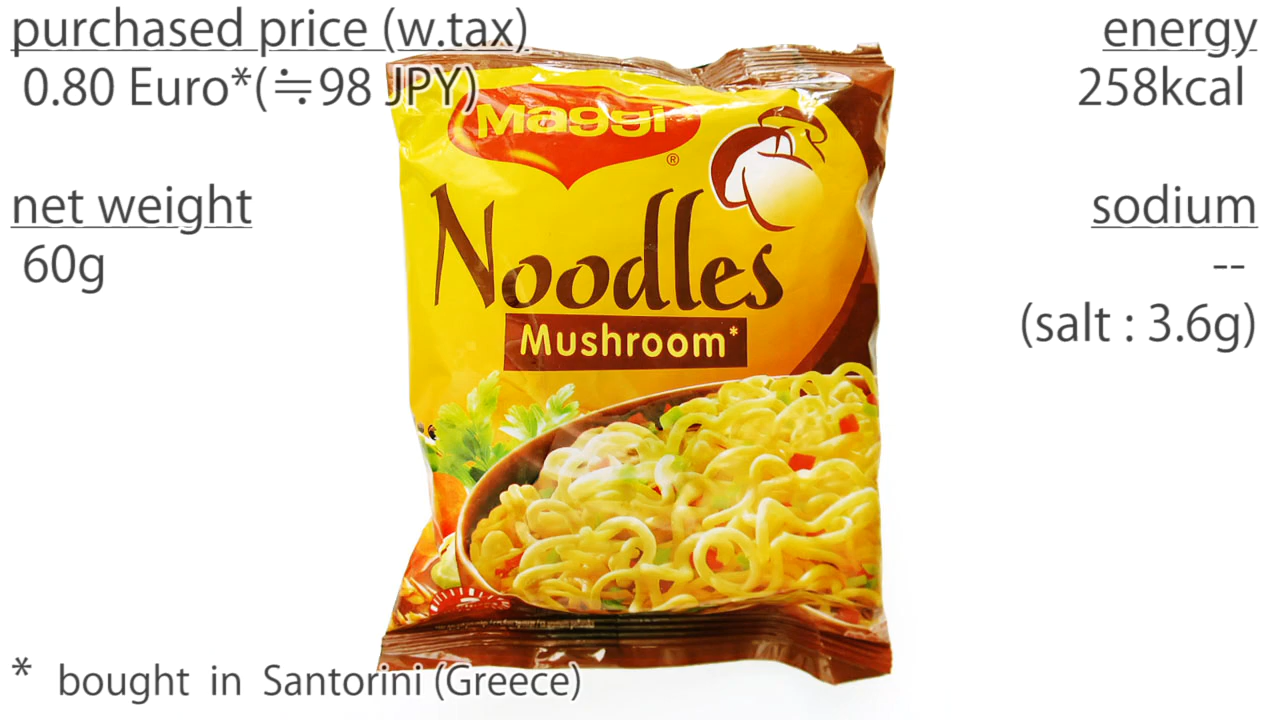 purchased price (w.tax)
0.80 Euro*(≒98 JPY)
energy
258kcal
net weight
60g
sodium
--
(salt : 3.6g)
Maggi
®
Noodles
Mushroom*
* bought in Santorini (Greece)